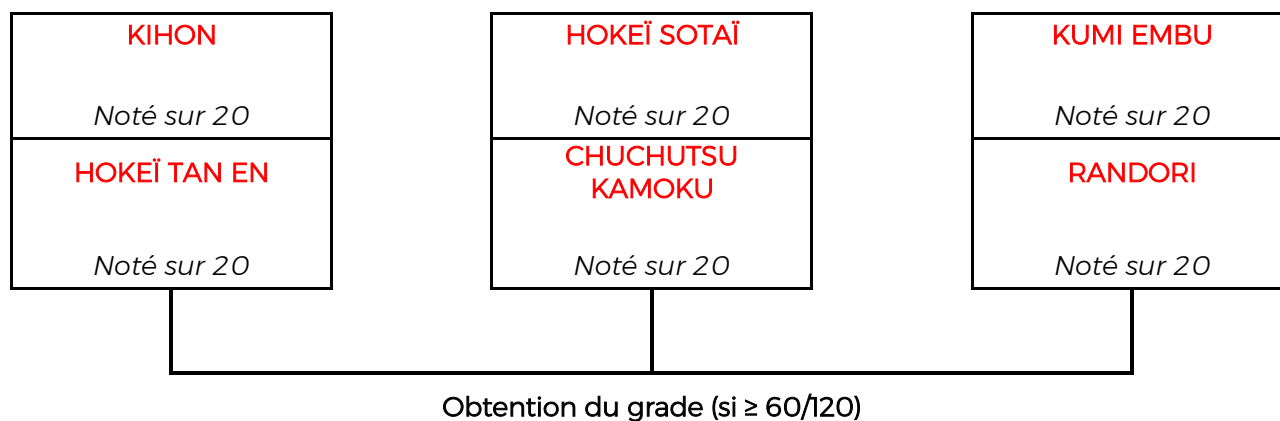 KIHON
Noté sur 20
HOKEÏ TAN EN
Noté sur 20
HOKEÏ SOTAÏ
Noté sur 20
CHUCHUTSU
KAMOKU
Noté sur 20
KUMI EMBU
Noté sur 20
RANDORI
Noté sur 20
Obtention du grade (si ≥ 60/120)